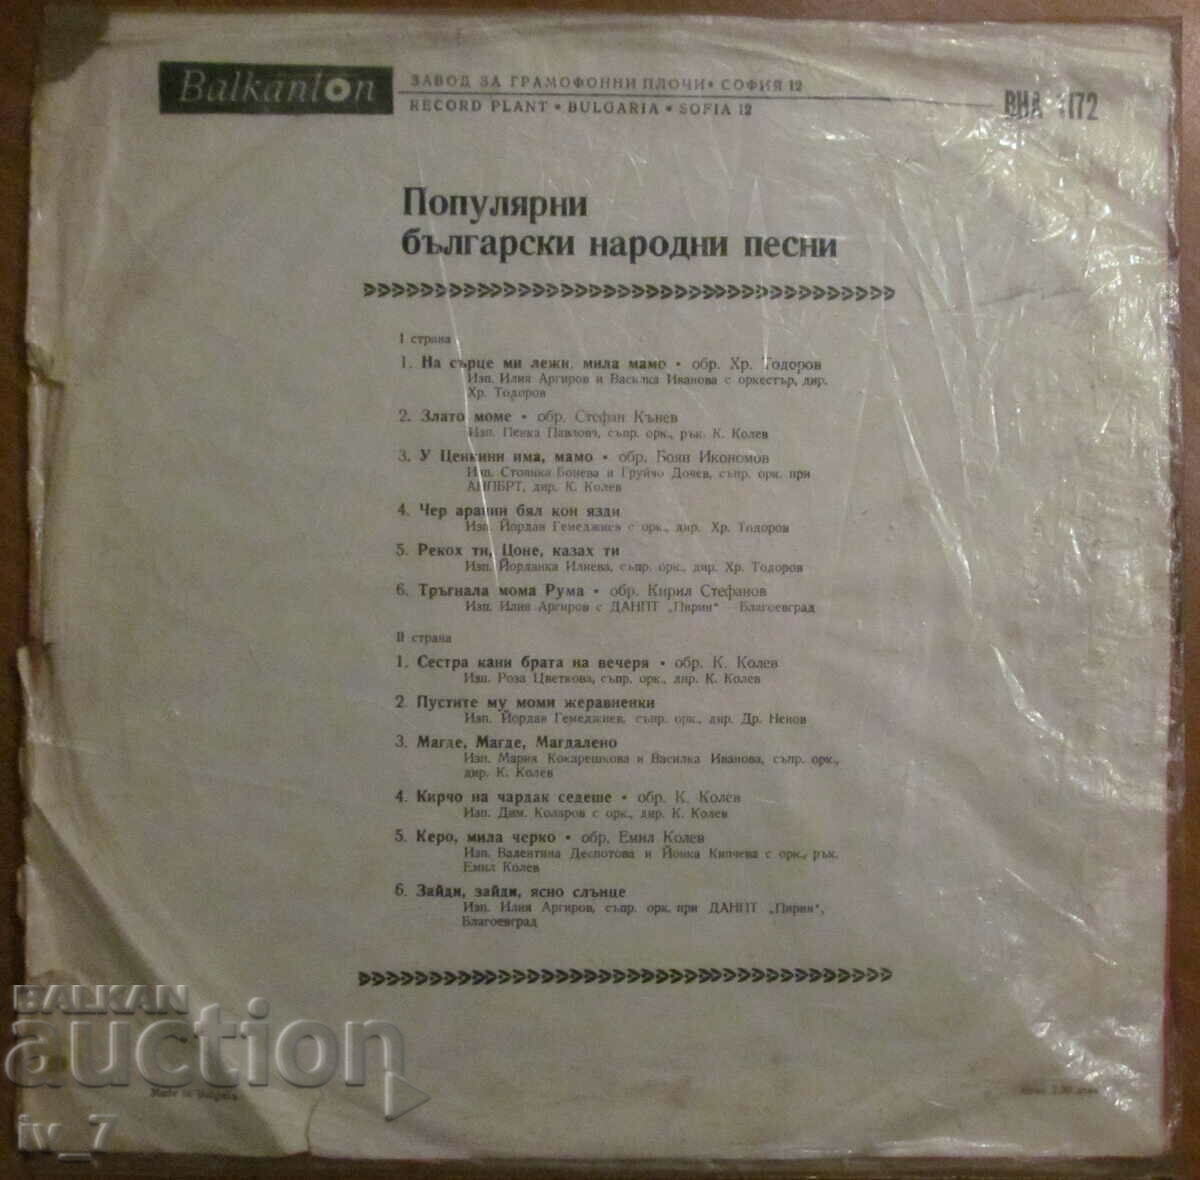 Balkanton
ЗАВОД ЗА ГРАМОФОННИ ПЛОЧИ • СОФИЯ 12
RECORD PLANT • BULGARIA • SOFIA 12
ВНА 1172
Популярни
български народни песни
I страна
1. На сърце ми лежи, мила мамо • обр. Хр. Тодоров
Изп. Илия Аргиров и Василка Иванова с оркестър, дир.
Хр. Тодоров
2. Злато моме • обр. Стефан Кънев
Изп. Пенка Павлова, съпр. орк., рък. К. Колев
3. У Ценкини има, мамо • обр. Боян Икономов
Изп. Стоянка Бонева и Груйчо Дочев, съпр. орк. при
АНПБРТ, дир. К. Колев
4. Чер арапин бял кон язди
Изп. Йордан Гемеджиев с орк., дир. Хр. Тодоров
5. Рекох ти, Цоне, казах ти
Изп. Йорданка Илиева, съпр. орк., дир. Хр. Тодоров
6. Тръгнала мома Рума • обр. Кирил Стефанов
Изп. Илия Аргиров с ДАНПТ „Пирин“ — Благоевград
II страна
1. Сестра кани брата на вечеря • обр. К. Колев
Изп. Роза Цветкова, съпр. орк., дир. К. Колев
2. Пустите му моми жеравненки
Изп. Йордан Гемеджиев, съпр. орк., дир. Др. Ненов
3. Магде, Магде, Магдалено
Изп. Мария Кокарешкова и Василка Иванова, съпр. орк.,
дир. К. Колев
4. Кирчо на чардак седеше • обр. К. Колев
Изп. Дим. Коларов с орк., дир. К. Колев
5. Керо, мила черко • обр. Емил Колев
Изп. Валентина Деспотова и Йонка Кипчева с орк., рък.
Емил Колев
6. Зайди, зайди, ясно слънце
Изп. Илия Аргиров, съпр. орк. при ДАНПТ „Пирин“,
Благоевград
BALKAN
auction
Made in Bulgaria
iv_7